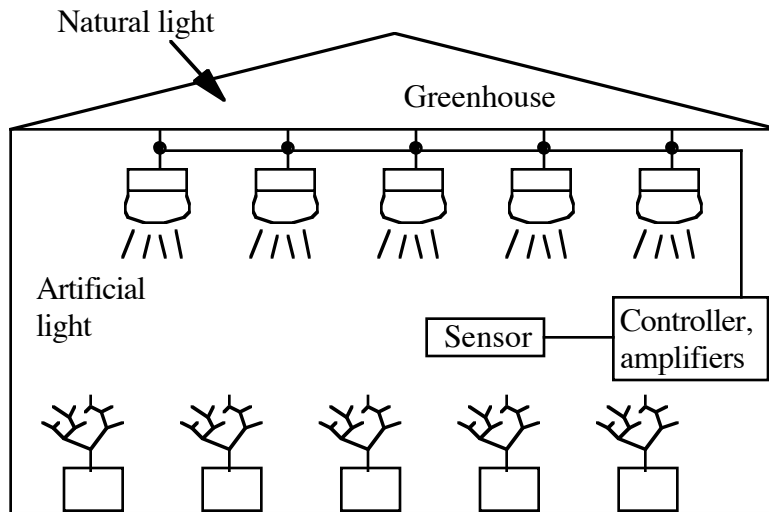 Natural light
Greenhouse
Artificial
light
Sensor
Controller,
amplifiers